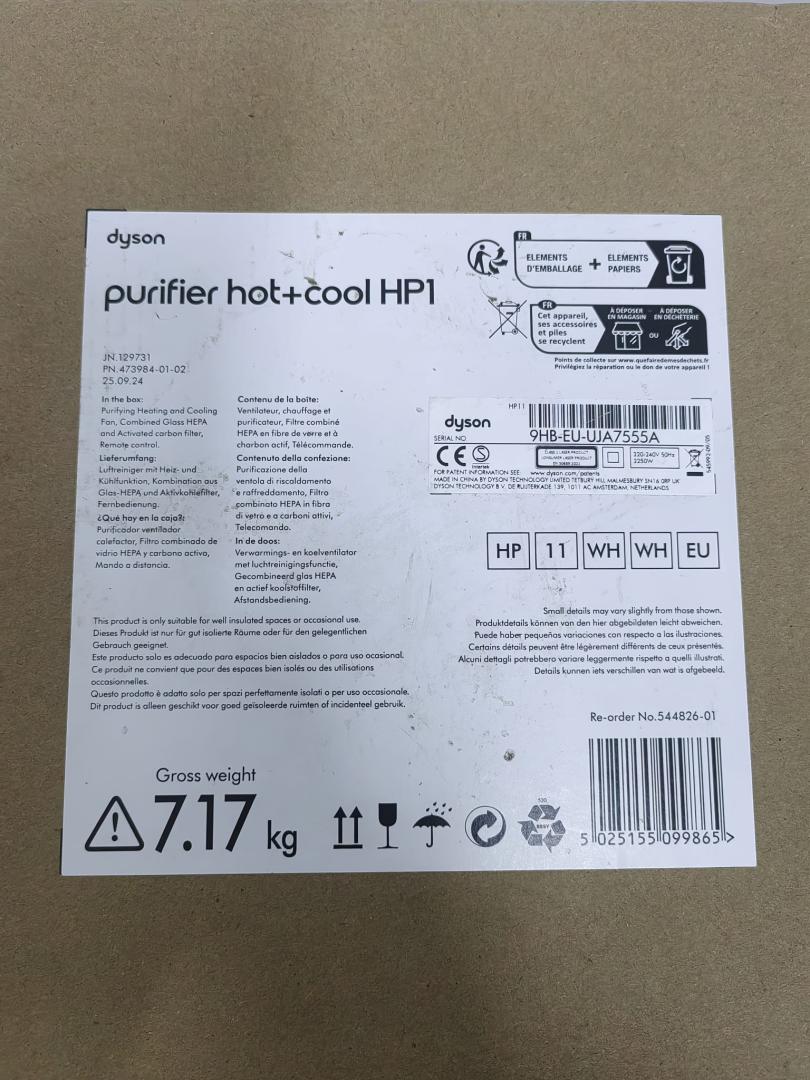 dyson
purifier hot+cool HP1
JN.129731
PN.473984-01-02
25.09.24
In the box:
Purifying Heating and Cooling
Fan, Combined Glass HEPA
and Activated carbon filter,
Remote control.
Lieferumfang:
Luftreiniger mit Heiz- und
Kühlfunktion, Kombination aus
Glas-HEPA und Aktivkohlefilter,
Fernbedienung.
¿Qué hay en la caja?:
Purificador ventilador
calefactor, Filtro combinado de
vidrio HEPA y carbono activo,
Mando a distancia.
Contenu de la boîte:
Ventilateur, chauffage et
purificateur, Filtre combiné
HEPA en fibre de verre et à
charbon actif, Télécommande.
Contenuto della confezione:
Purificazione della
ventola di riscaldamento
e raffreddamento, Filtro
combinato HEPA in fibra
di vetro e a carboni attivi,
Telecomando.
In de doos:
Verwarmings- en koelventilator
met luchtreinigingsfunctie,
Gecombineerd glas HEPA
en actief koolstoffilter,
Afstandsbediening.
FR
ELEMENTS
D'EMBALLAGE
+
ELEMENTS
PAPIERS
FR
Cet appareil,
ses accessoires
et piles
se recyclent
À DÉPOSER
EN MAGASIN
OU
À DÉPOSER
EN DÉCHÈTERIE
Points de collecte sur www.quefairedemesdechets.fr
Privilégiez la réparation ou le don de votre appareil !
HP11
dyson
SERIAL NO
9HB-EU-UJA7555A
CE
S
Intertek
CLASS 1 LASER PRODUCT
CONSUMER LASER PRODUCT
220-240V 50Hz
2250W
FOR PATENT INFORMATION SEE: www.dyson.com/patents
MADE IN CHINA BY DYSON TECHNOLOGY LIMITED TETBURY HILL, MALMESBURY SN16 0RP UK
DYSON TECHNOLOGY B.V. DE RUIJTERKADE 139, 1011 AC AMSTERDAM, NETHERLANDS
HP 11 WH WH EU
This product is only suitable for well insulated spaces or occasional use.
Dieses Produkt ist nur für gut isolierte Räume oder für den gelegentlichen
Gebrauch geeignet.
Este producto solo es adecuado para espacios bien aislados o para uso ocasional.
Ce produit ne convient que pour des espaces bien isolés ou des utilisations
occasionnelles.
Questo prodotto è adatto solo per spazi perfettamente isolati o per uso occasionale.
Dit product is alleen geschikt voor goed geïsoleerde ruimten of incidenteel gebruik.
Small details may vary slightly from those shown.
Produktdetails können von den hier abgebildeten leicht abweichen.
Puede haber pequeñas variaciones con respecto a las ilustraciones.
Certains détails peuvent être légèrement différents de ceux présentés.
Alcuni dettagli potrebbero variare leggermente rispetto a quelli illustrati.
Details kunnen iets verschillen van wat is afgebeeld.
Re-order No.544826-01
5 025155 099865 >
Gross weight
7.17 kg